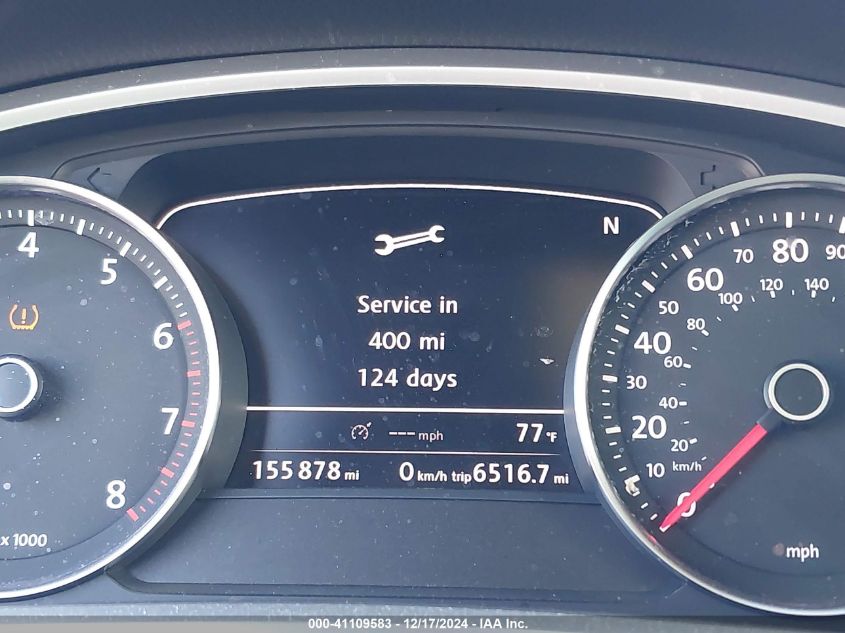 4
5
6
7
8
x 1000
N
Service in
400 mi
124 days
--- mph
77°F
155 878 mi
0 km/h
trip 6516.7 mi
0
10
20
30
40
50
60
70
80
90
20
40
60
80
100
120
140
km/h
mph
000-41109583 - 12/17/2024 - IAA Inc.